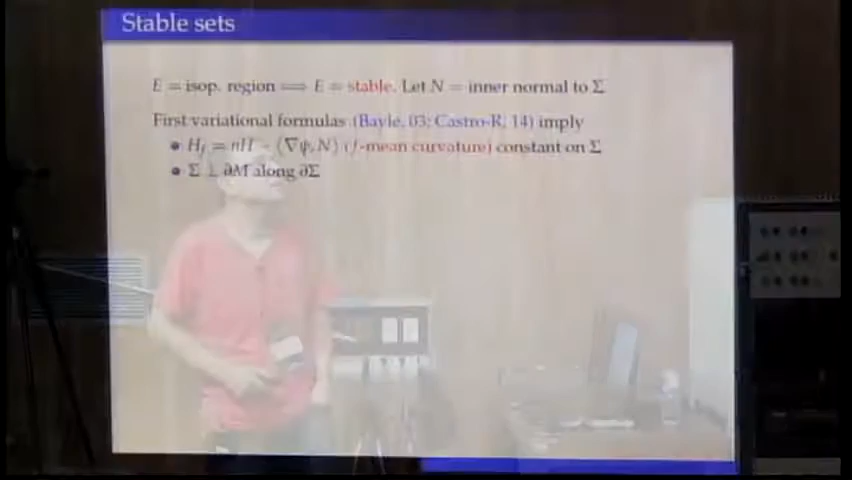 Stable sets
E = isop. region ⟹ E = stable. Let N = inner normal to Σ
First variational formulas (Bayle, 03; Castro-R, 14) imply
• H_f = nH - ⟨∇ψ, N⟩ (f-mean curvature) constant on Σ
• Σ ⊥ ∂M along ∂Σ